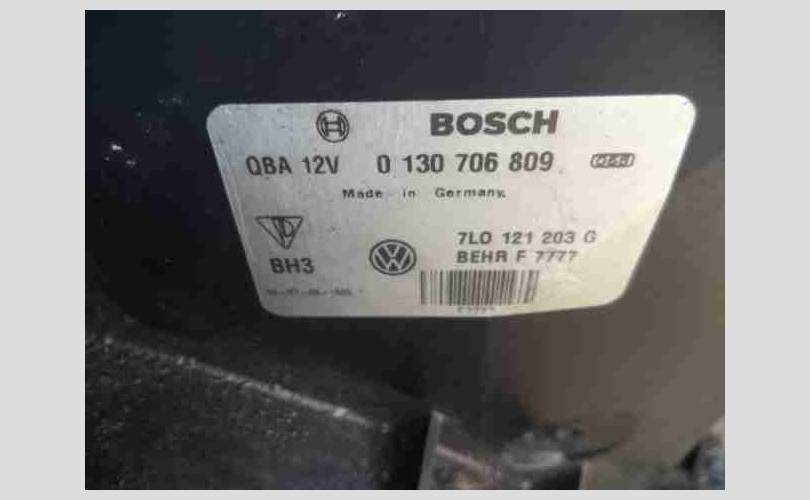 BOSCH
QBA 12V 0 130 706 809
Made in Germany
7L0 121 203 G
BH3
BEHR F 7777